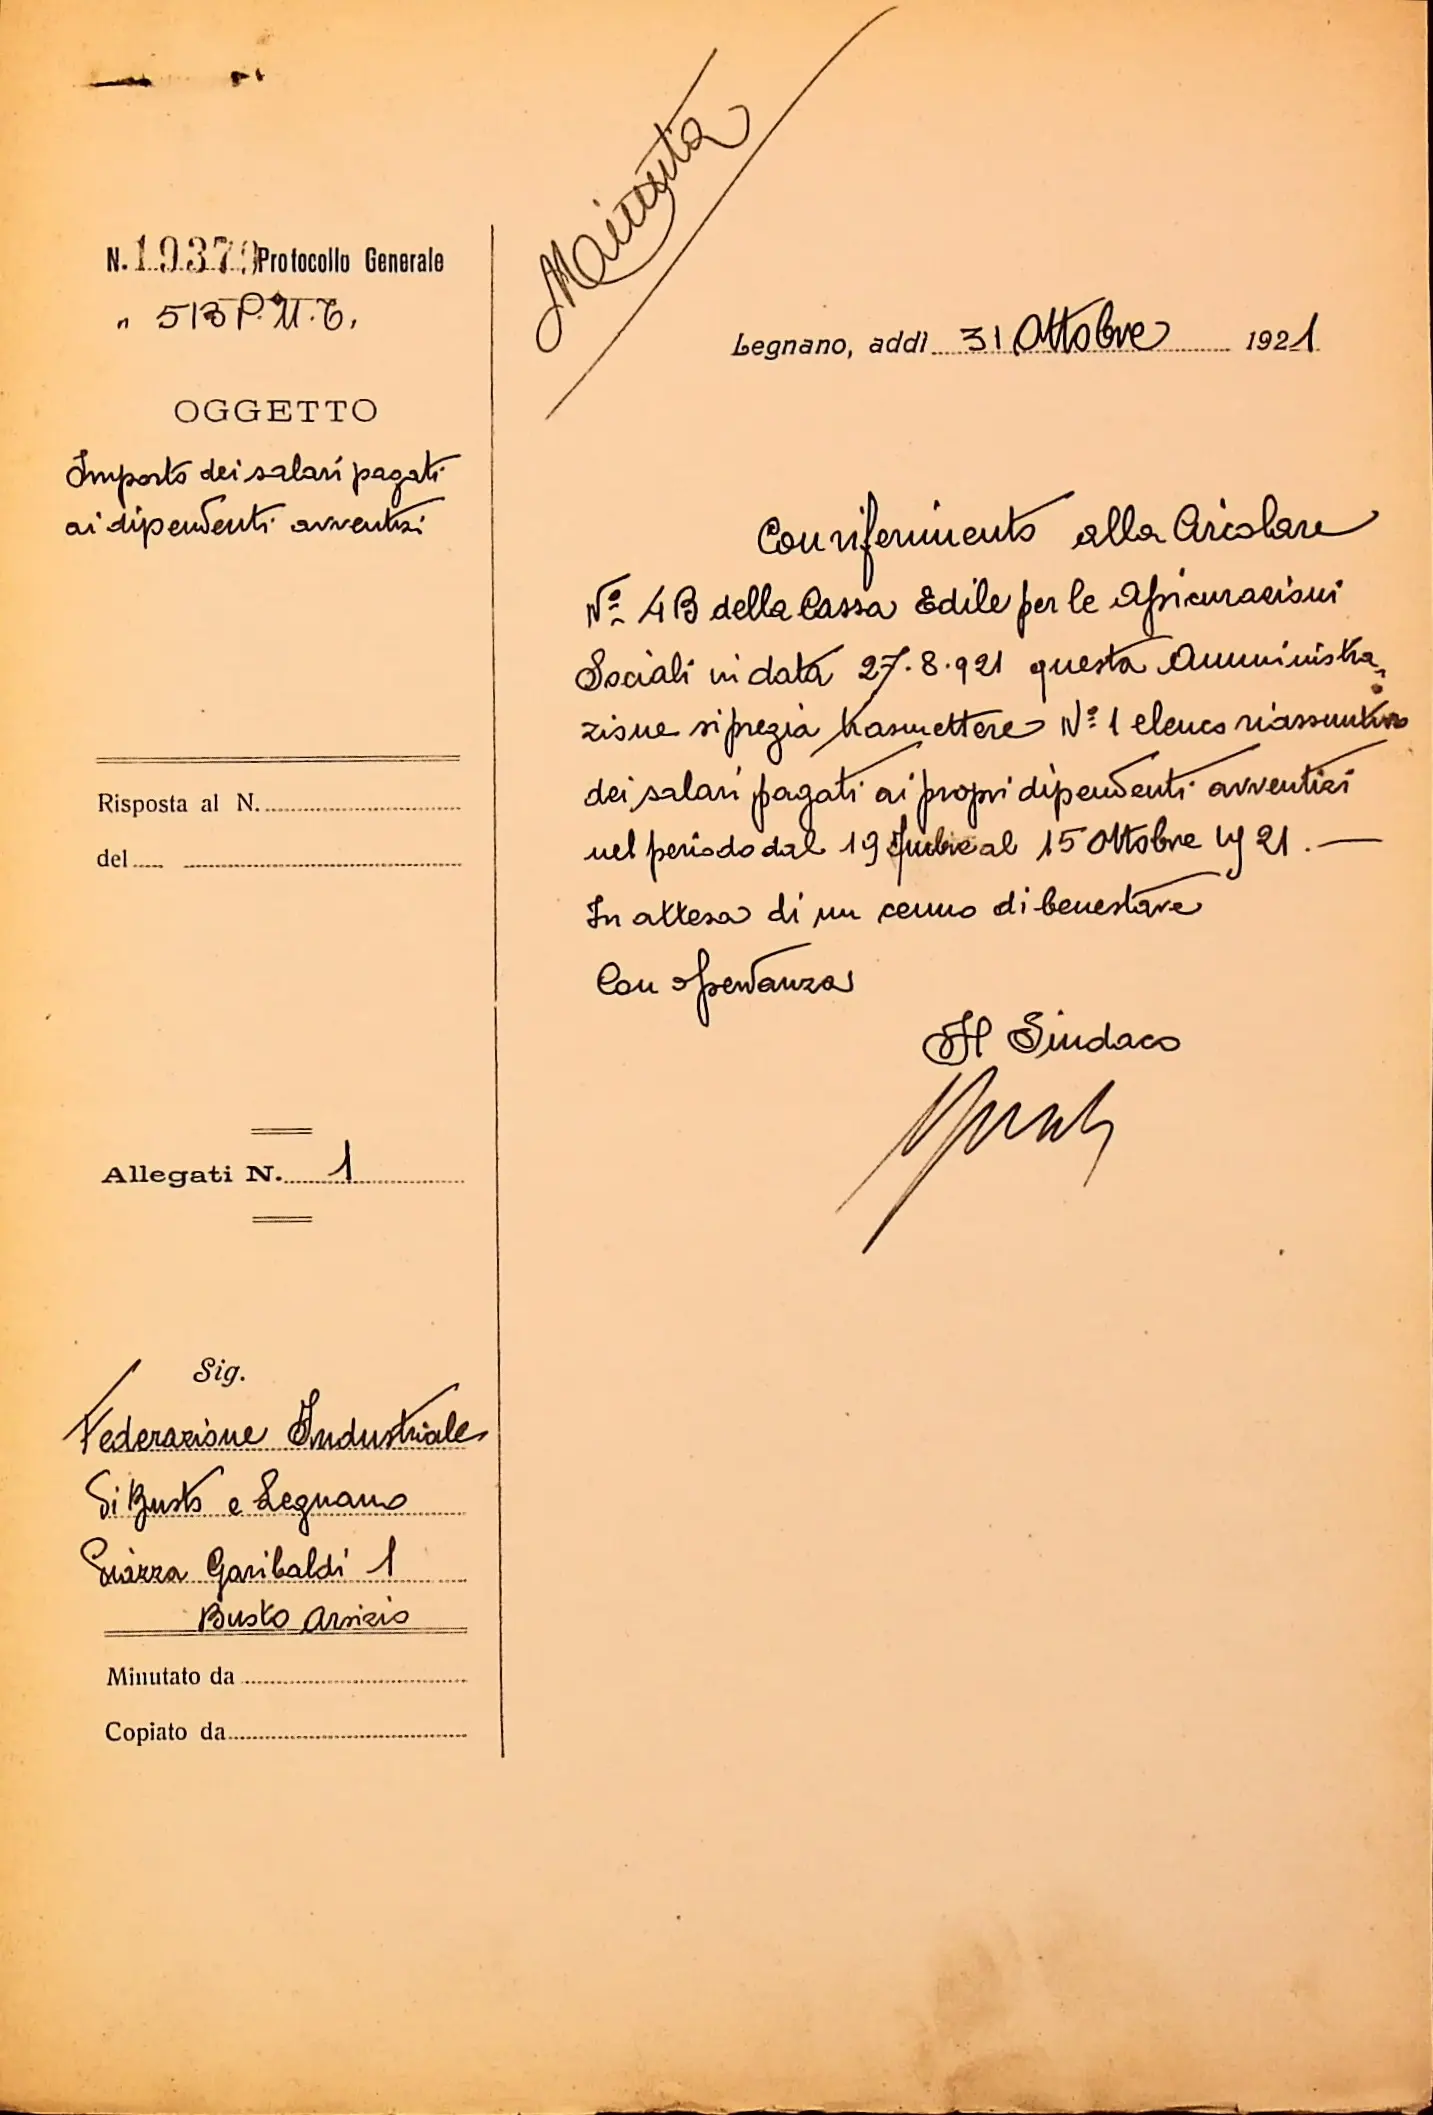 Minuta
N. 19379 Protocollo Generale
" 513 P.U.T.
OGGETTO
Importo dei salari pagati
ai dipendenti avventizi
Risposta al N.
del
Allegati N. 1
Sig.
Federazione Industriale
di Busto e Legnano
Piazza Garibaldi 1
Busto Arsizio
Minutato da
Copiato da
Legnano, addì 31 Ottobre 1921
Con riferimento alla Circolare
Nº 4B della Cassa Edile per le Assicurazioni
Sociali in data 27.8.921 questa Amministra
zione si pregia trasmettere Nº 1 elenco riassuntivo
dei salari pagati ai propri dipendenti avventizi
nel periodo dal 19 al 15 Ottobre 1921. —
In attesa di un cenno di benestare
Con osservanza
Il Sindaco